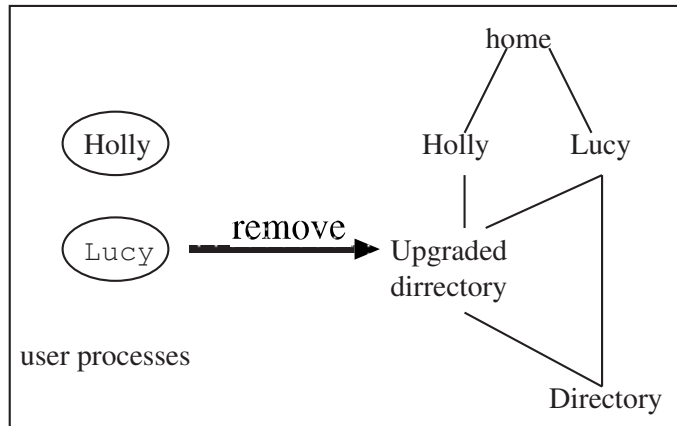 home
Holly
Holly
Lucy
Lucy
remove
Upgraded
dirrectory
user processes
Directory